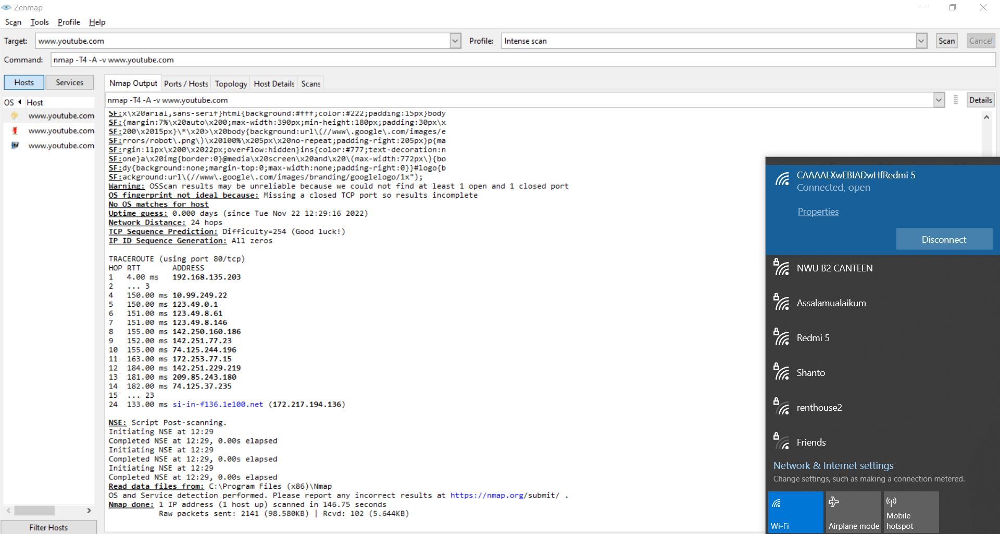 Zenmap
Scan Tools Profile Help
Target: www.youtube.com Profile: Intense scan Scan Cancel
Command: nmap -T4 -A -v www.youtube.com
Hosts Services
OS Host
www.youtube.com
www.youtube.com
www.youtube.com
Filter Hosts
Nmap Output Ports / Hosts Topology Host Details Scans
nmap -T4 -A -v www.youtube.com Details
SF:x\x20arial,sans-serif}html{background:#fff;color:#222;padding:15px}body
SF:{margin:7%\x20auto\x200;max-width:390px;min-height:180px;padding:30px\x
SF:200\x2015px}\*\x20>\x20body{background:url\(//www\.google\.com/images/e
SF:rrors/robot\.png\)\x20100%\x205px\x20no-repeat;padding-right:205px}p{ma
SF:rgin:11px\x200\x2022px;overflow:hidden}ins{color:#777;text-decoration:n
SF:one}a\x20img{border:0}@media\x20screen\x20and\x20\(max-width:772px\){bo
SF:dy{background:none;margin-top:0;max-width:none;padding-right:0}}#logo{b
SF:ackground:url\(//www\.google\.com/images/branding/googlelogo/1x");
Warning: OSScan results may be unreliable because we could not find at least 1 open and 1 closed port
OS fingerprint not ideal because: Missing a closed TCP port so results incomplete
No OS matches for host
Uptime guess: 0.000 days (since Tue Nov 22 12:29:16 2022)
Network Distance: 24 hops
TCP Sequence Prediction: Difficulty=254 (Good luck!)
IP ID Sequence Generation: All zeros
TRACEROUTE (using port 80/tcp)
HOP RTT ADDRESS
1 4.00 ms 192.168.135.203
2 ... 3
4 150.00 ms 10.99.249.22
5 150.00 ms 123.49.0.1
6 151.00 ms 123.49.8.61
7 151.00 ms 123.49.8.146
8 155.00 ms 142.250.160.186
9 152.00 ms 142.251.77.23
10 155.00 ms 74.125.244.196
11 163.00 ms 172.253.77.15
12 184.00 ms 142.251.229.219
13 181.00 ms 209.85.243.180
14 182.00 ms 74.125.37.235
15 ... 23
24 133.00 ms si-in-f136.1e100.net (172.217.194.136)
NSE: Script Post-scanning.
Initiating NSE at 12:29
Completed NSE at 12:29, 0.00s elapsed
Initiating NSE at 12:29
Completed NSE at 12:29, 0.00s elapsed
Initiating NSE at 12:29
Completed NSE at 12:29, 0.00s elapsed
Read data files from: C:\Program Files (x86)\Nmap
OS and Service detection performed. Please report any incorrect results at https://nmap.org/submit/ .
Nmap done: 1 IP address (1 host up) scanned in 146.75 seconds
Raw packets sent: 2141 (98.580KB) | Rcvd: 102 (5.644KB)
CAAAALXwEBIADwHfRedmi 5
Connected, open
Properties
Disconnect
NWU B2 CANTEEN
Assalamualaikum
Redmi 5
Shanto
renthouse2
Friends
Network & Internet settings
Change settings, such as making a connection metered.
Wi-Fi
Airplane mode
Mobile
hotspot